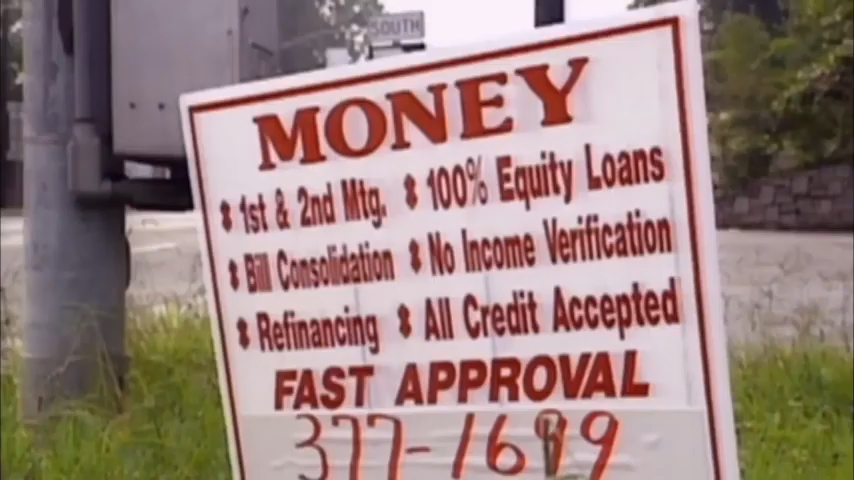 SOUTH
MONEY
$ 1st & 2nd Mtg. $ 100% Equity Loans
$ Bill Consolidation $ No Income Verification
$ Refinancing $ All Credit Accepted
FAST APPROVAL